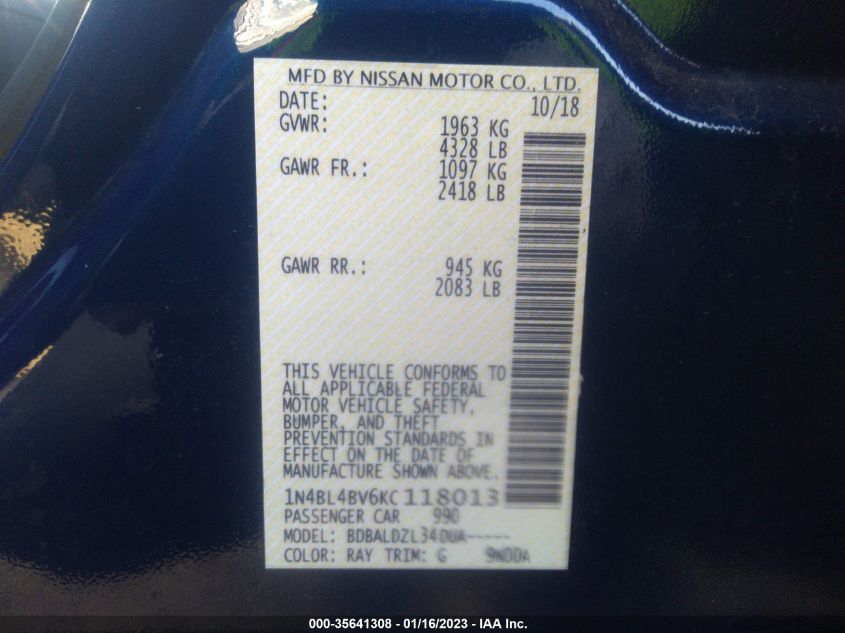 MFD BY NISSAN MOTOR CO., LTD.
DATE: 10/18
GVWR: 1963 KG
4328 LB
GAWR FR.: 1097 KG
2418 LB
GAWR RR.: 945 KG
2083 LB
THIS VEHICLE CONFORMS TO
ALL APPLICABLE FEDERAL
MOTOR VEHICLE SAFETY,
BUMPER, AND THEFT
PREVENTION STANDARDS IN
EFFECT ON THE DATE OF
MANUFACTURE SHOWN ABOVE.
1N4BL4BV6KC118013
PASSENGER CAR 990
MODEL: BDBALDZL34DUA-----
COLOR: RAY TRIM: G 9NDDA
000-35641308 - 01/16/2023 - IAA Inc.